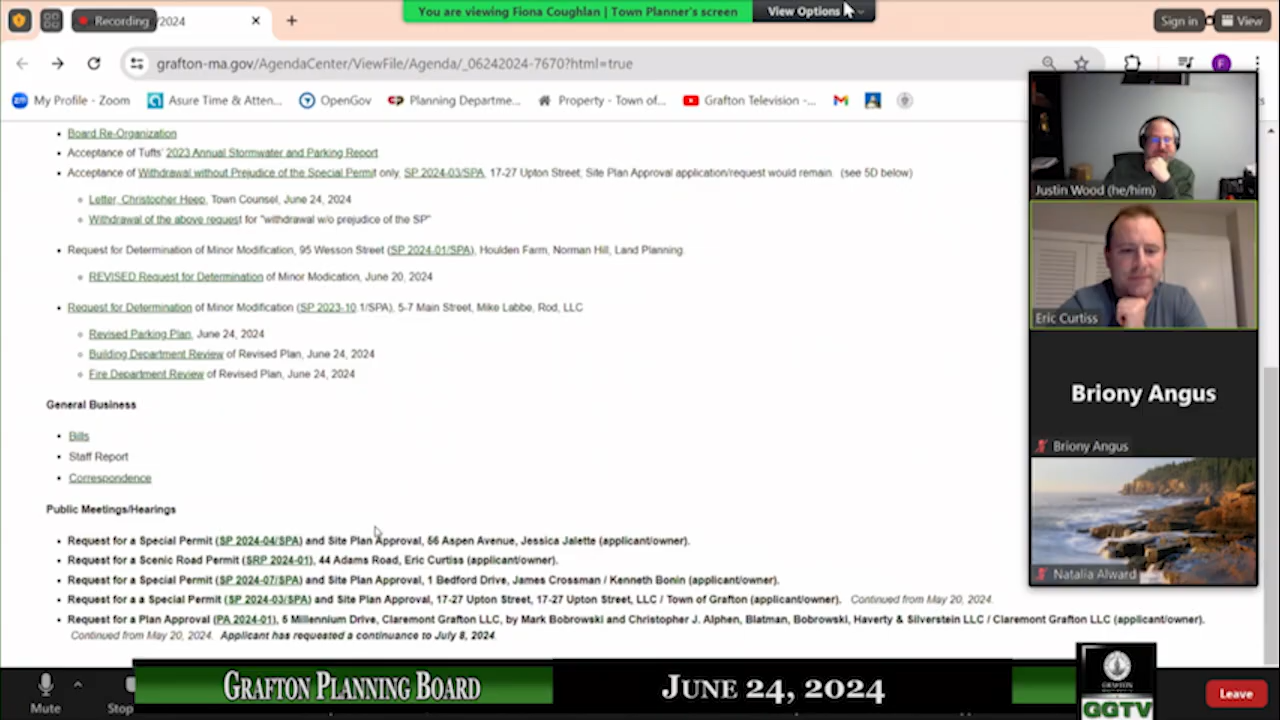 You are viewing Fiona Coughlan | Town Planner's screen
View Options
Recording
/2024
Sign in
View
grafton-ma.gov/AgendaCenter/ViewFile/Agenda/_06242024-7670?html=true
My Profile - Zoom
Asure Time & Atten...
OpenGov
Planning Departme...
Property - Town of...
Grafton Television -...
Board Re-Organization
Acceptance of Tufts' 2023 Annual Stormwater and Parking Report
Acceptance of Withdrawal without Prejudice of the Special Permit only, SP 2024-03/SPA, 17-27 Upton Street, Site Plan Approval application/request would remain. (see 5D below)
Letter, Christopher Heep, Town Counsel, June 24, 2024
Withdrawal of the above request for "withdrawal w/o prejudice of the SP"
Request for Determination of Minor Modification, 95 Wesson Street (SP 2024-01/SPA), Houlden Farm, Norman Hill, Land Planning
REVISED Request for Determination of Minor Modication, June 20, 2024
Request for Determination of Minor Modification (SP 2023-10.1/SPA), 5-7 Main Street, Mike Labbe, Rod, LLC
Revised Parking Plan, June 24, 2024
Building Department Review of Revised Plan, June 24, 2024
Fire Department Review of Revised Plan, June 24, 2024
General Business
Bills
Staff Report
Correspondence
Public Meetings/Hearings
Request for a Special Permit (SP 2024-04/SPA) and Site Plan Approval, 56 Aspen Avenue, Jessica Jalette (applicant/owner).
Request for a Scenic Road Permit (SRP 2024-01), 44 Adams Road, Eric Curtiss (applicant/owner).
Request for a Special Permit (SP 2024-07/SPA) and Site Plan Approval, 1 Bedford Drive, James Crossman / Kenneth Bonin (applicant/owner).
Request for a a Special Permit (SP 2024-03/SPA) and Site Plan Approval, 17-27 Upton Street, 17-27 Upton Street, LLC / Town of Grafton (applicant/owner). Continued from May 20, 2024.
Request for a Plan Approval (PA 2024-01), 5 Millennium Drive, Claremont Grafton LLC, by Mark Bobrowski and Christopher J. Alphen, Blatman, Bobrowski, Haverty & Silverstein LLC / Claremont Grafton LLC (applicant/owner).
Continued from May 20, 2024. Applicant has requested a continuance to July 8, 2024.
Justin Wood (he/him)
Eric Curtiss
Briony Angus
Briony Angus
Natalia Alward
Mute
Stop
Grafton Planning Board
June 24, 2024
GRAFTON
GGTV
Leave